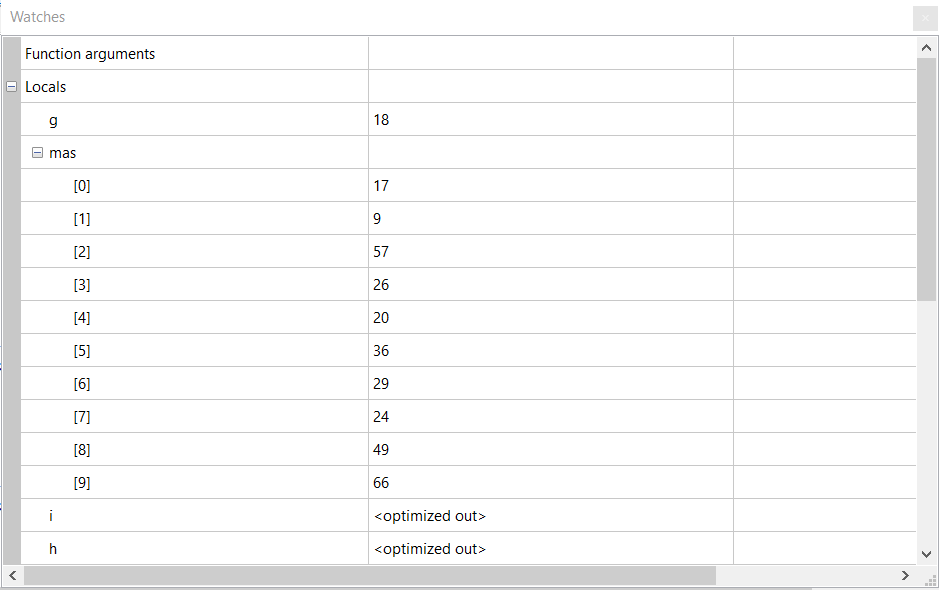 Watches
Function arguments
Locals
g 18
mas
[0] 17
[1] 9
[2] 57
[3] 26
[4] 20
[5] 36
[6] 29
[7] 24
[8] 49
[9] 66
i <optimized out>
h <optimized out>